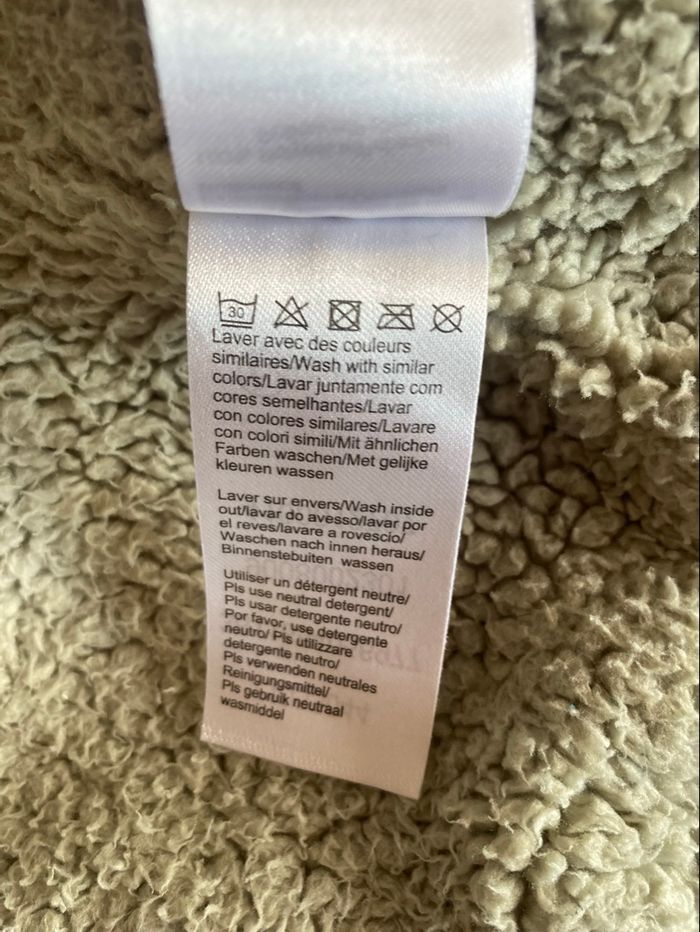 30
Laver avec des couleurs
similaires/Wash with similar
colors/Lavar juntamente com
cores semelhantes/Lavar
con colores similares/Lavare
con colori simili/Mit ähnlichen
Farben waschen/Met gelijke
kleuren wassen
Laver sur envers/Wash inside
out/lavar do avesso/lavar por
el reves/lavare a rovescio/
Waschen nach innen heraus/
Binnenstebuiten wassen
Utiliser un détergent neutre/
Pls use neutral detergent/
Pls usar detergente neutro/
Por favor, use detergente
neutro/ Pls utilizzare
detergente neutro/
Pls verwenden neutrales
Reinigungsmittel/
Pls gebruik neutraal
wasmiddel